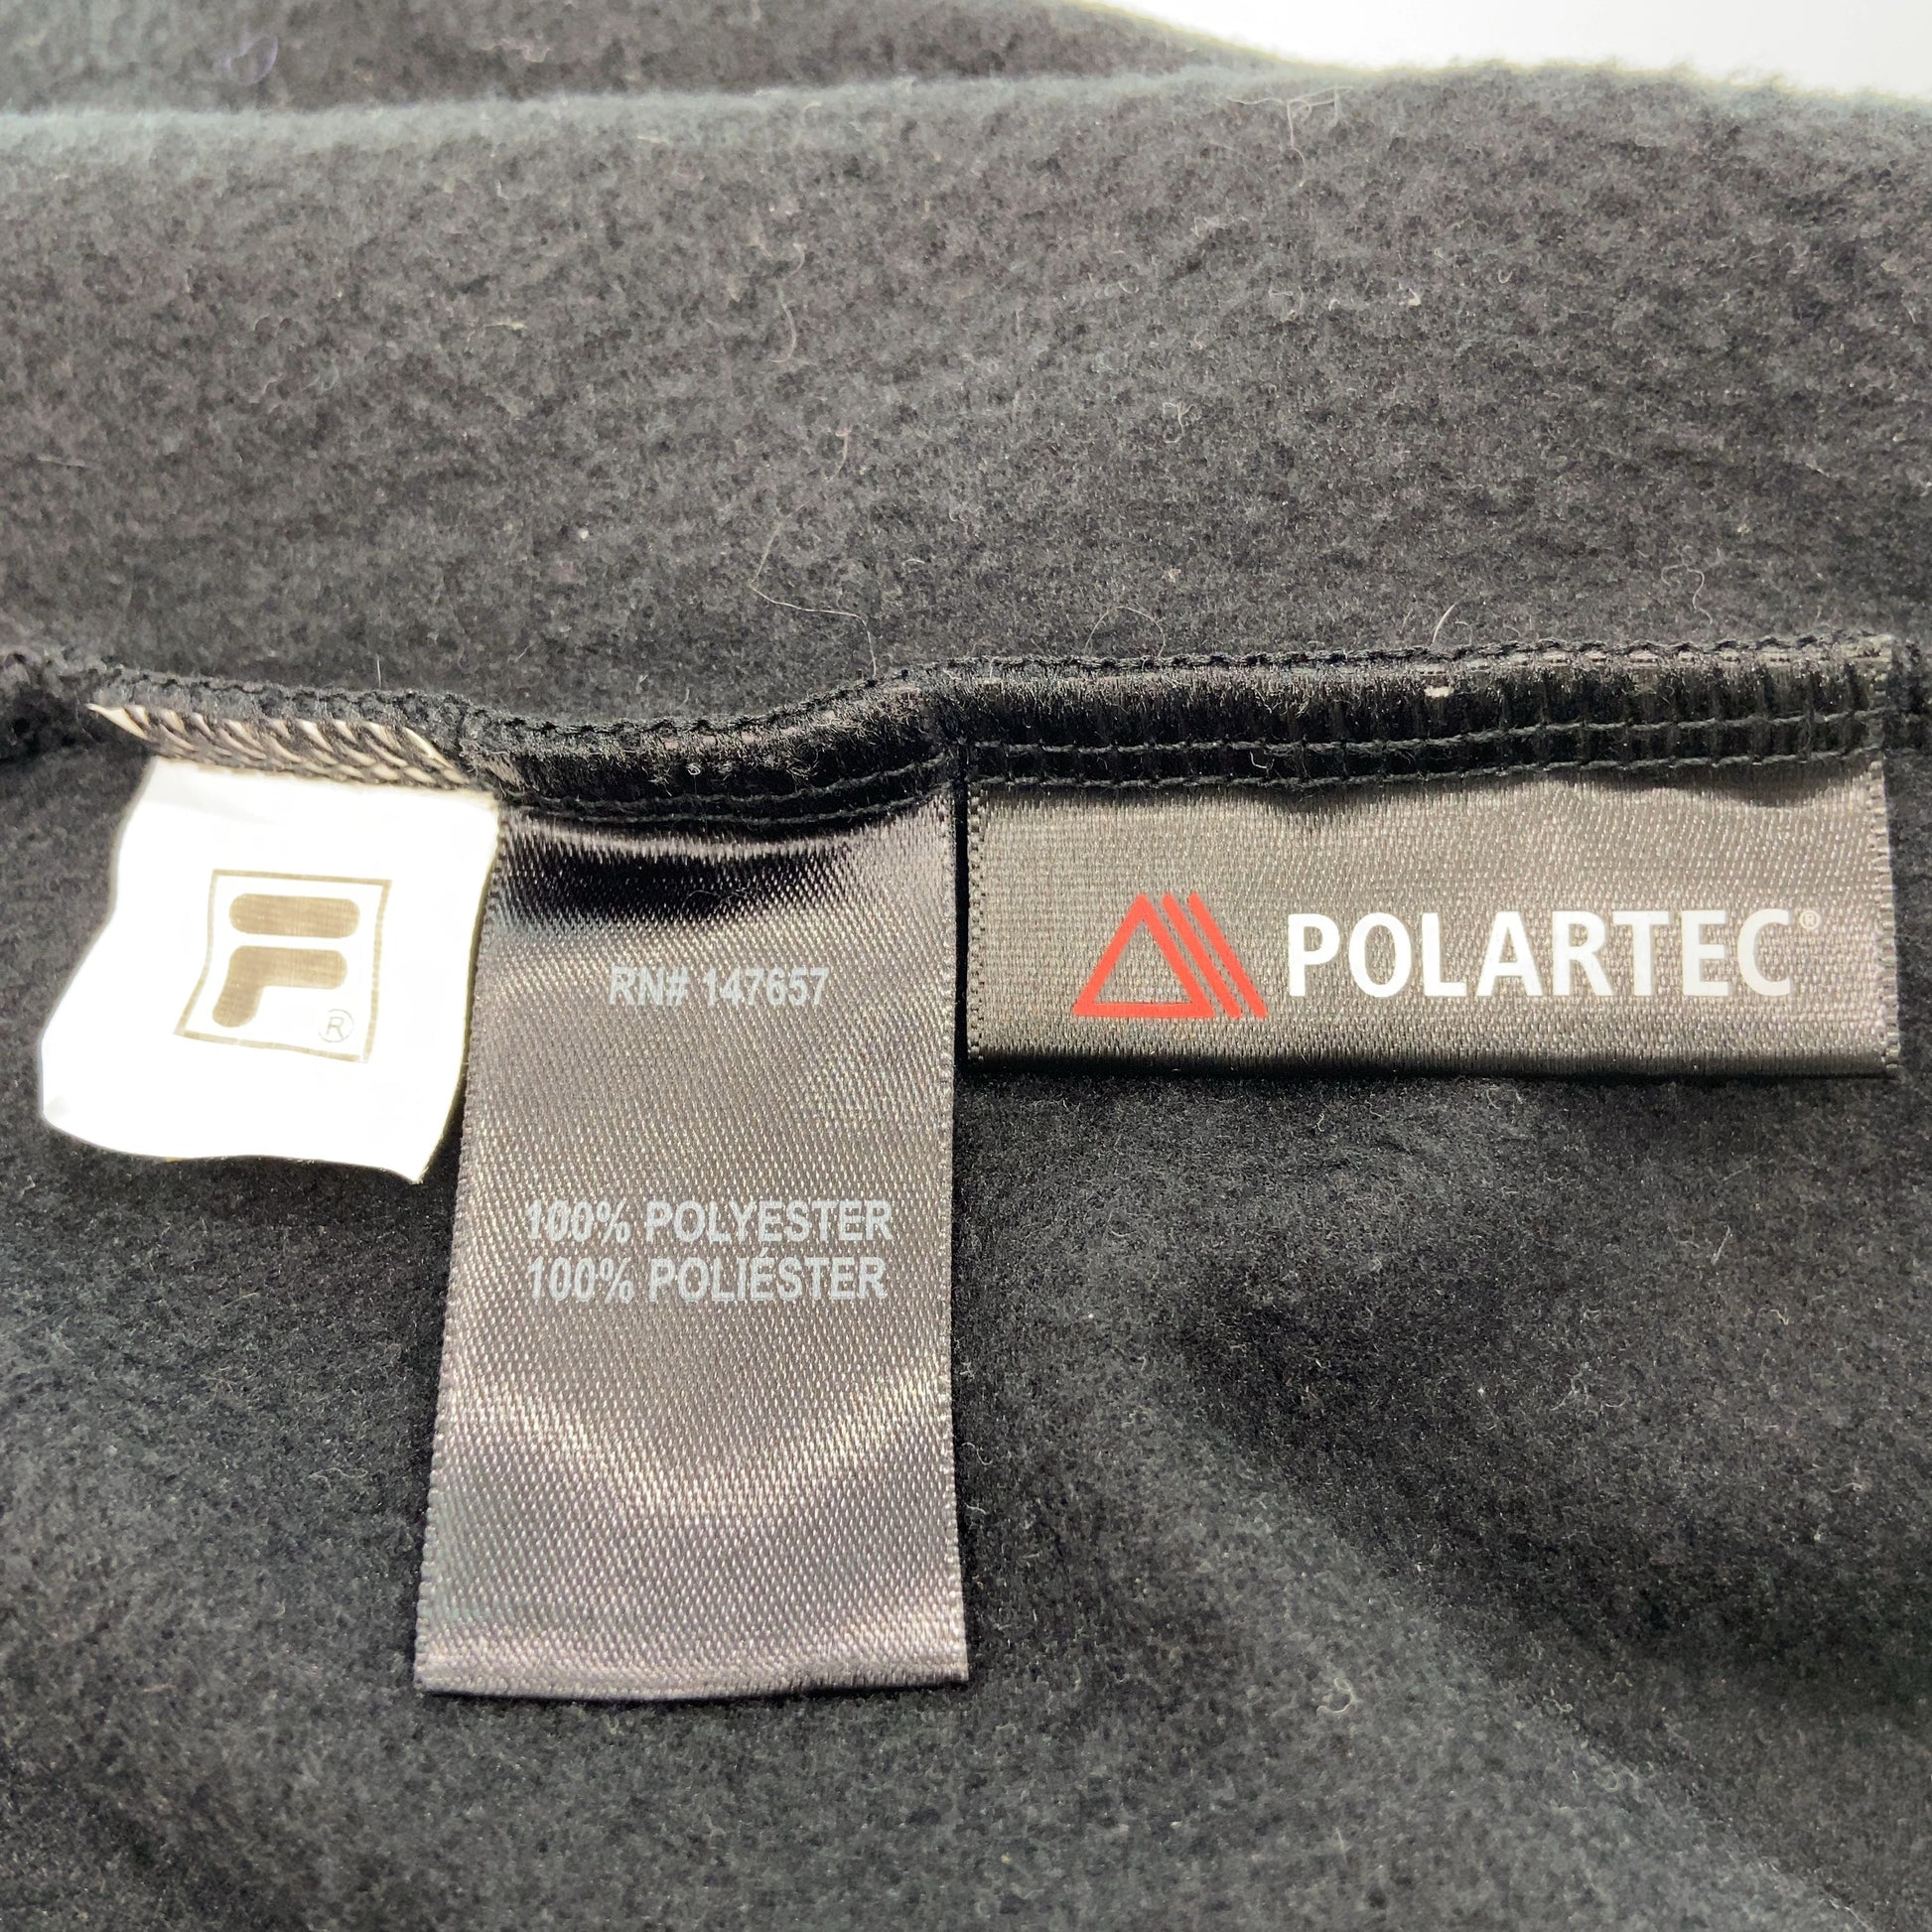 F®
RN# 147657
100% POLYESTER
100% POLIÉSTER
POLARTEC®